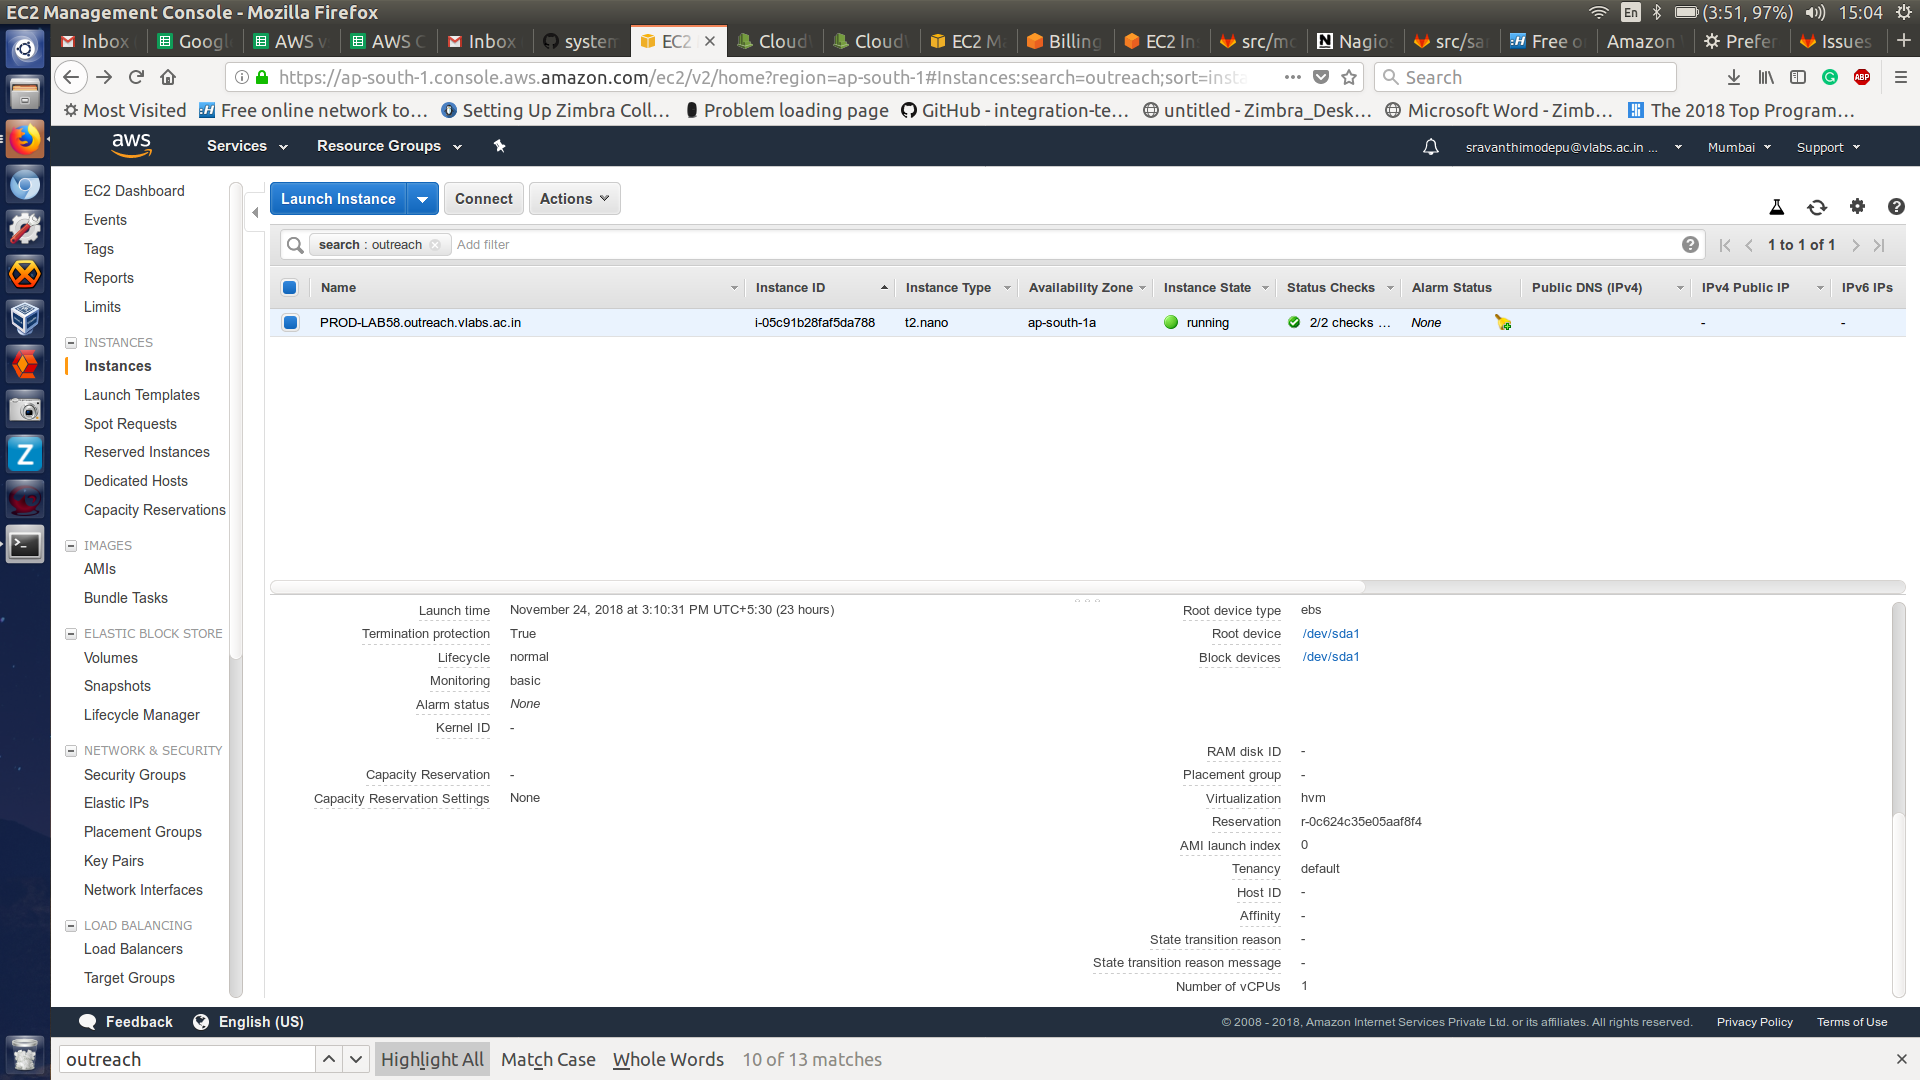 EC2 Management Console - Mozilla Firefox
En (3:51, 97%) 15:04
Inbox Googl AWS v AWS C Inbox system EC2 Cloud Cloud EC2 M Billing EC2 In src/mo Nagios src/sa Free o Amazon Prefer Issues
https://ap-south-1.console.aws.amazon.com/ec2/v2/home?region=ap-south-1#Instances:search=outreach;sort=insta Search ABP
Most Visited Free online network to... Setting Up Zimbra Coll... Problem loading page GitHub - integration-te... untitled - Zimbra_Desk... Microsoft Word - Zimb... The 2018 Top Program...
aws Services Resource Groups sravanthimodepu@vlabs.ac.in ... Mumbai Support
EC2 Dashboard
Events
Tags
Reports
Limits
INSTANCES
Instances
Launch Templates
Spot Requests
Reserved Instances
Dedicated Hosts
Capacity Reservations
IMAGES
AMIs
Bundle Tasks
ELASTIC BLOCK STORE
Volumes
Snapshots
Lifecycle Manager
NETWORK & SECURITY
Security Groups
Elastic IPs
Placement Groups
Key Pairs
Network Interfaces
LOAD BALANCING
Load Balancers
Target Groups
Launch Instance Connect Actions
search : outreach Add filter 1 to 1 of 1
Name Instance ID Instance Type Availability Zone Instance State Status Checks Alarm Status Public DNS (IPv4) IPv4 Public IP IPv6 IPs
PROD-LAB58.outreach.vlabs.ac.in i-05c91b28faf5da788 t2.nano ap-south-1a running 2/2 checks ... None - -
Launch time November 24, 2018 at 3:10:31 PM UTC+5:30 (23 hours)
Termination protection True
Lifecycle normal
Monitoring basic
Alarm status None
Kernel ID -
Capacity Reservation -
Capacity Reservation Settings None
Root device type ebs
Root device /dev/sda1
Block devices /dev/sda1
RAM disk ID -
Placement group -
Virtualization hvm
Reservation r-0c624c35e05aaf8f4
AMI launch index 0
Tenancy default
Host ID -
Affinity -
State transition reason -
State transition reason message -
Number of vCPUs 1
Feedback English (US) © 2008 - 2018, Amazon Internet Services Private Ltd. or its affiliates. All rights reserved. Privacy Policy Terms of Use
outreach Highlight All Match Case Whole Words 10 of 13 matches